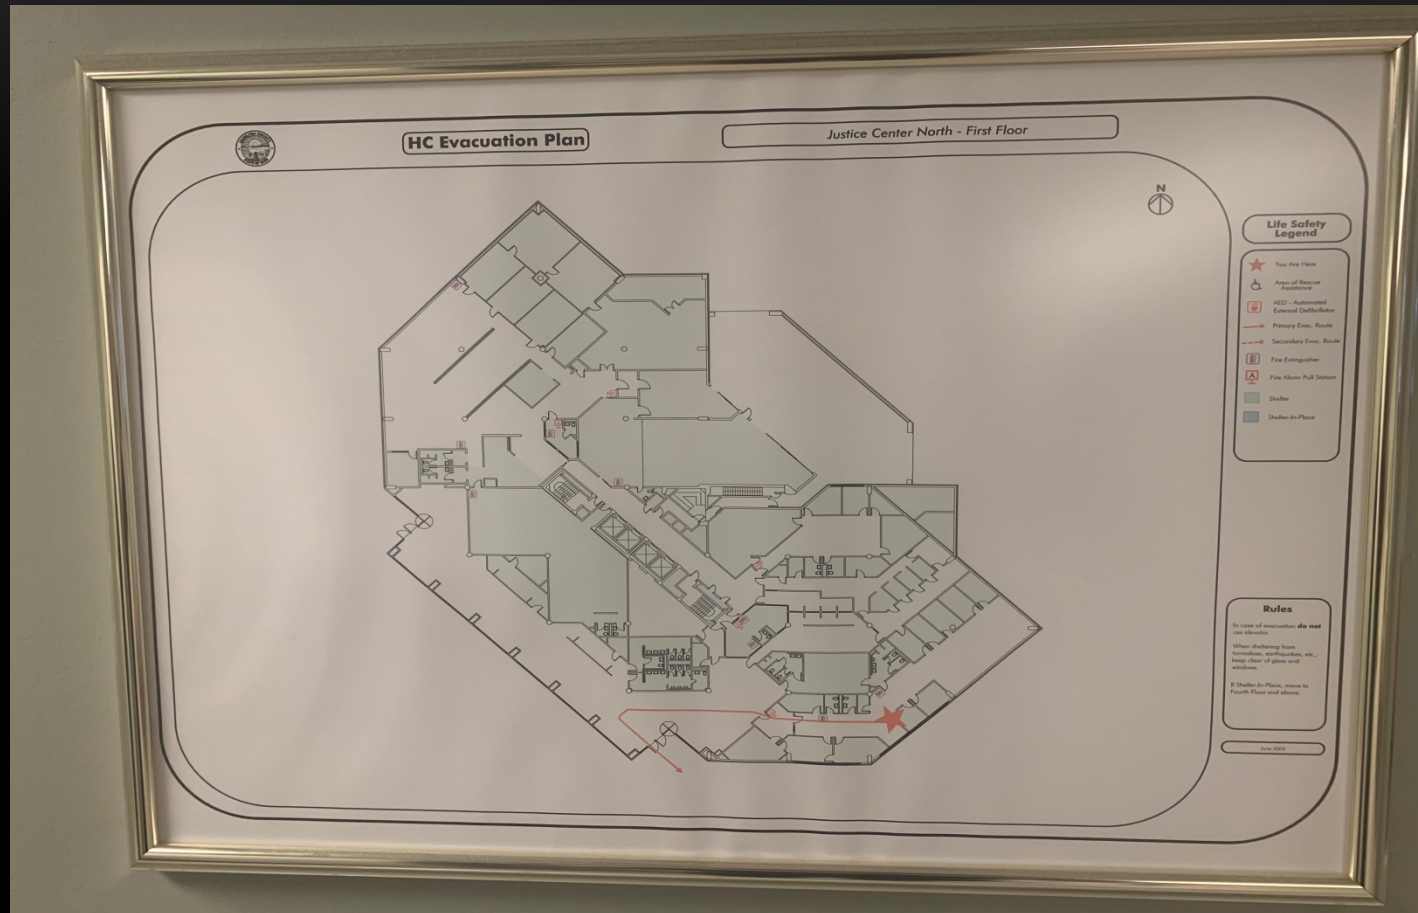 HC Evacuation Plan
Justice Center North - First Floor
N
Life Safety
Legend
You Are Here
Area of Rescue
Assistance
AED - Automated
External Defibrillator
Primary Evac. Route
Secondary Evac. Route
Fire Extinguisher
Fire Alarm Pull Station
Shelter
Shelter-In-Place
Rules
In case of evacuation do not
use elevator.
When sheltering from
tornadoes, earthquakes, etc.,
keep clear of glass and
windows.
If Shelter-In-Place, move to
Fourth Floor and above.